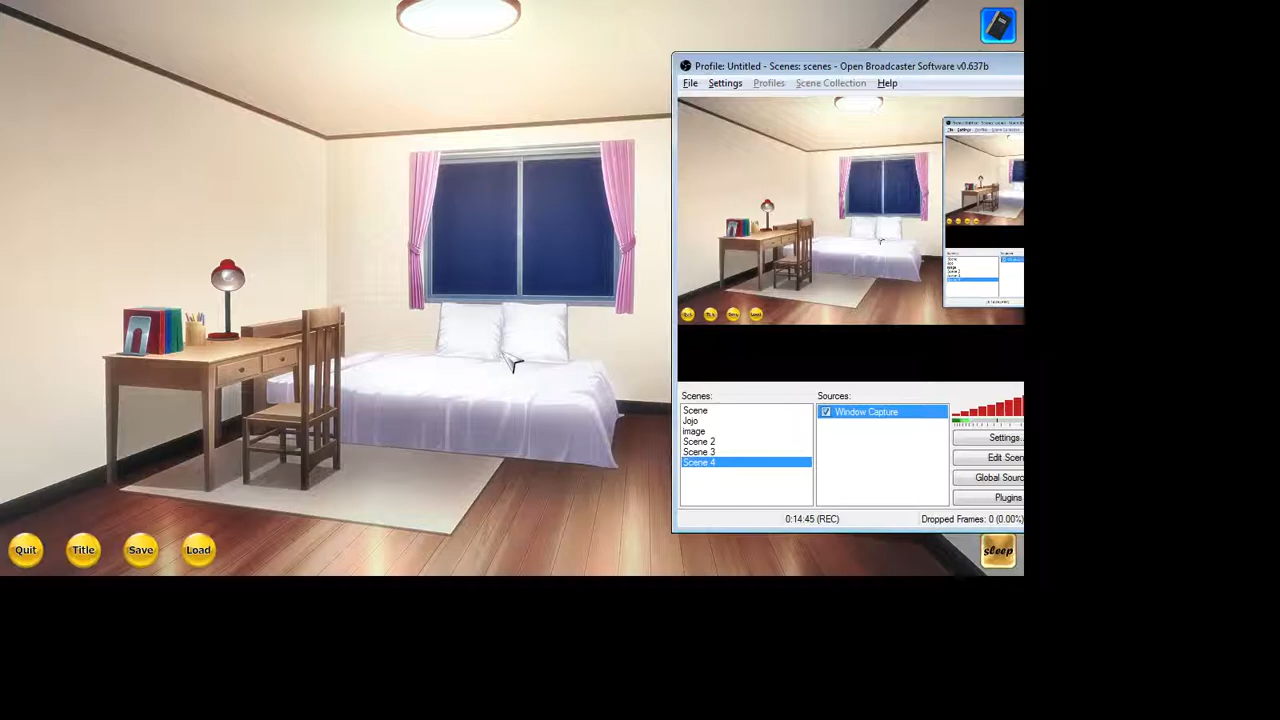 Profile: Untitled - Scenes: scenes - Open Broadcaster Software v0.637b
File Settings Profiles Scene Collection Help
Scenes: Sources:
Scene
Jojo
image
Scene 2
Scene 3
Scene 4
Window Capture
Settings..
Edit Scen
Global Sourc
Plugins
0:14:45 (REC) Dropped Frames: 0 (0.00%)
Quit Title Save Load
sleep